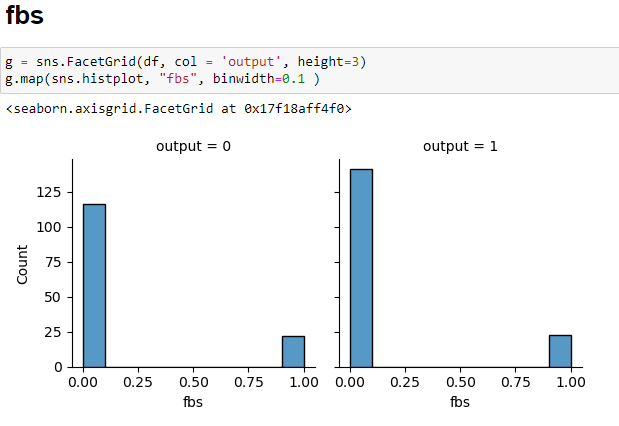 fbs
g = sns.FacetGrid(df, col = 'output', height=3)
g.map(sns.histplot, "fbs", binwidth=0.1 )
<seaborn.axisgrid.FacetGrid at 0x17f18aff4f0>
output = 0
output = 1
125
100
75
50
25
0
Count
0.00 0.25 0.50 0.75 1.00
0.00 0.25 0.50 0.75 1.00
fbs
fbs